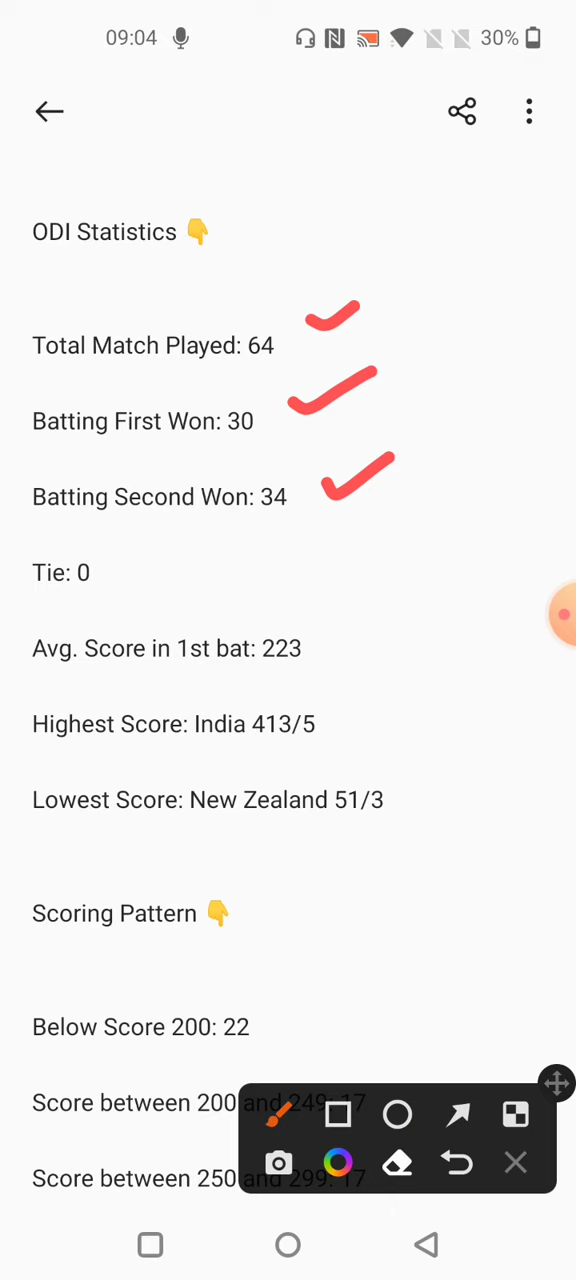 09:04 30%
ODI Statistics 👇
Total Match Played: 64
Batting First Won: 30
Batting Second Won: 34
Tie: 0
Avg. Score in 1st bat: 223
Highest Score: India 413/5
Lowest Score: New Zealand 51/3
Scoring Pattern 👇
Below Score 200: 22
Score between 200 and 249: 17
Score between 250 and 299: 17